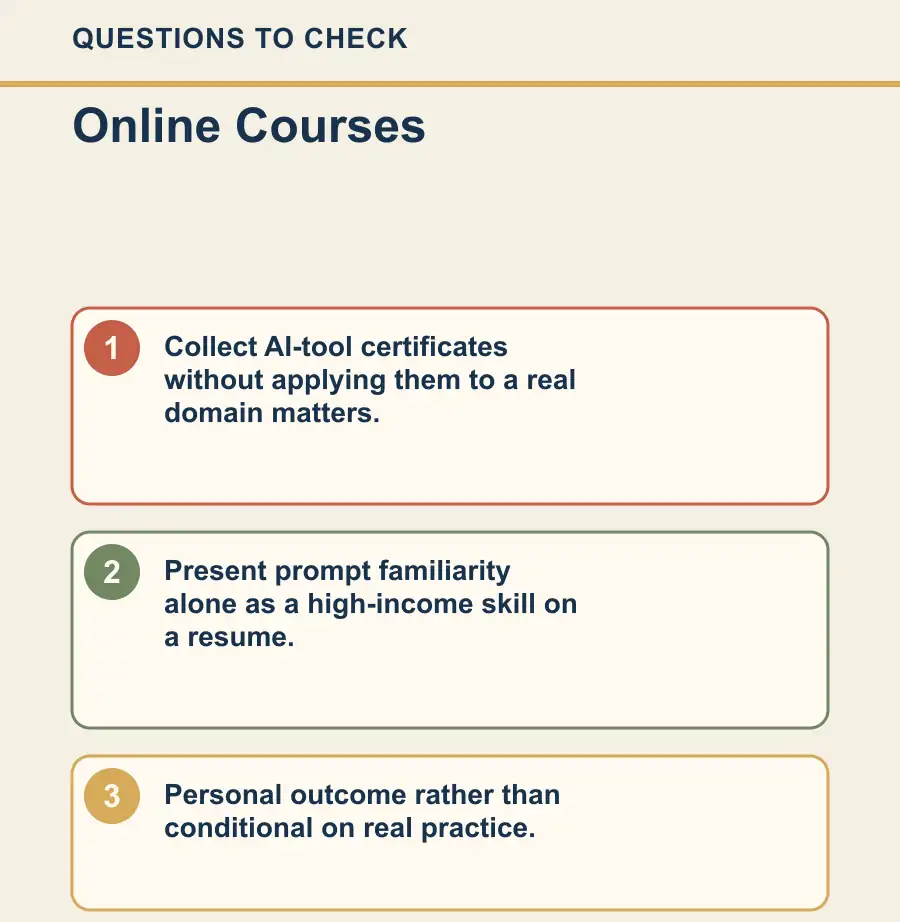 QUESTIONS TO CHECK
Online Courses
1
Collect AI-tool certificates
without applying them to a real
domain matters.
2
Present prompt familiarity
alone as a high-income skill on
a resume.
3
Personal outcome rather than
conditional on real practice.